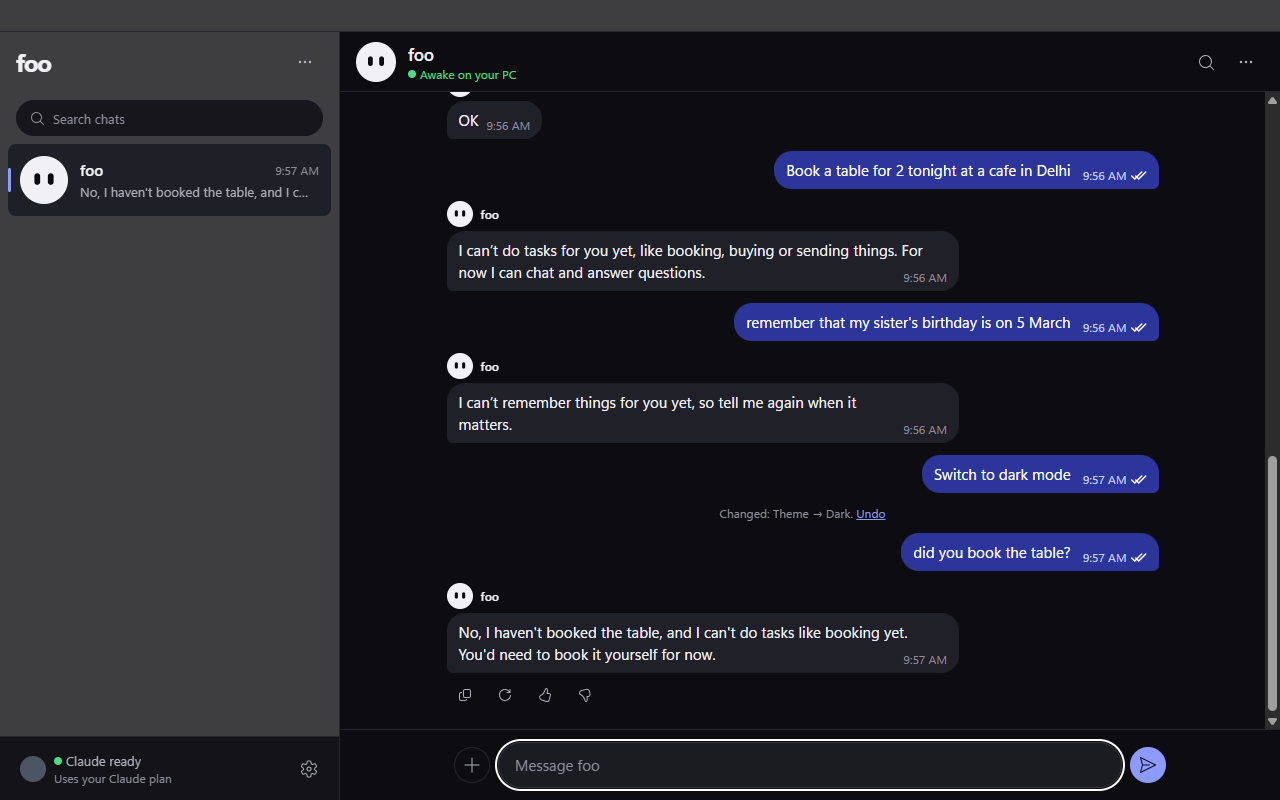 foo
Search chats
foo
9:57 AM
No, I haven't booked the table, and I c...
Claude ready
Uses your Claude plan
foo
Awake on your PC
OK 9:56 AM
Book a table for 2 tonight at a cafe in Delhi 9:56 AM
foo
I can’t do tasks for you yet, like booking, buying or sending things. For
now I can chat and answer questions. 9:56 AM
remember that my sister's birthday is on 5 March 9:56 AM
foo
I can’t remember things for you yet, so tell me again when it
matters. 9:56 AM
Switch to dark mode 9:57 AM
Changed: Theme → Dark. Undo
did you book the table? 9:57 AM
foo
No, I haven't booked the table, and I can't do tasks like booking yet.
You'd need to book it yourself for now. 9:57 AM
Message foo